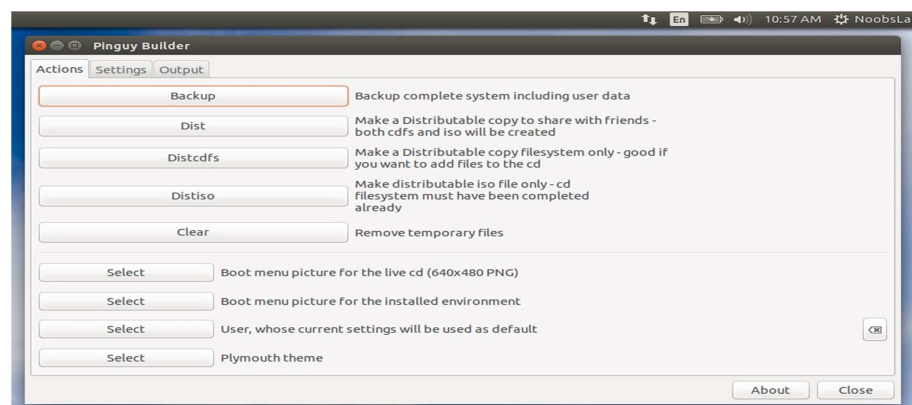 En 10:57 AM NoobsLa
Pinguy Builder
Actions Settings Output
Backup Backup complete system including user data
Dist Make a Distributable copy to share with friends -
both cdfs and iso will be created
Distcdfs Make a Distributable copy filesystem only - good if
you want to add files to the cd
Distiso Make distributable iso file only - cd
filesystem must have been completed
already
Clear Remove temporary files
Select Boot menu picture for the live cd (640x480 PNG)
Select Boot menu picture for the installed environment
Select User, whose current settings will be used as default
Select Plymouth theme
About Close